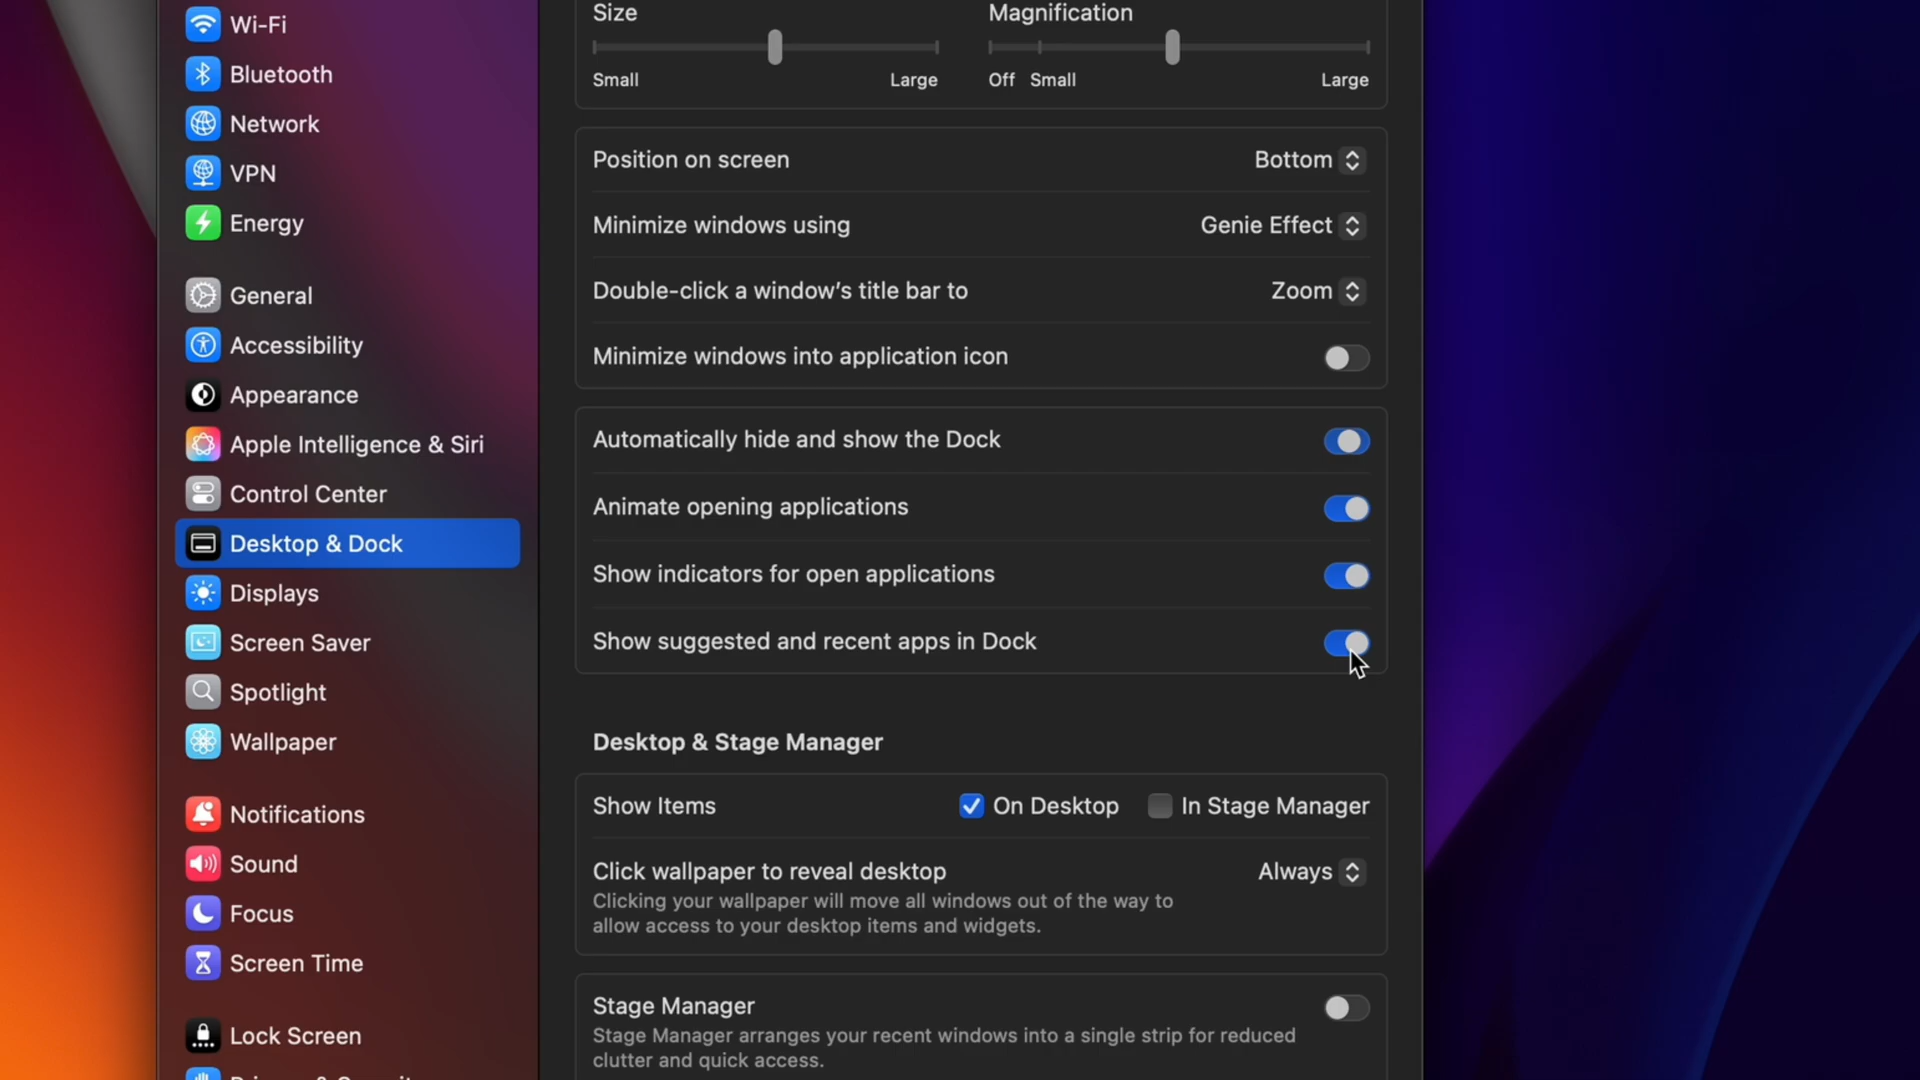 Wi-Fi
Bluetooth
Network
VPN
Energy
General
Accessibility
Appearance
Apple Intelligence & Siri
Control Center
Desktop & Dock
Displays
Screen Saver
Spotlight
Wallpaper
Notifications
Sound
Focus
Screen Time
Lock Screen
Size
Magnification
Small
Large
Off
Small
Large
Position on screen
Bottom
Minimize windows using
Genie Effect
Double-click a window's title bar to
Zoom
Minimize windows into application icon
Automatically hide and show the Dock
Animate opening applications
Show indicators for open applications
Show suggested and recent apps in Dock
Desktop & Stage Manager
Show Items
On Desktop
In Stage Manager
Click wallpaper to reveal desktop
Always
Clicking your wallpaper will move all windows out of the way to
allow access to your desktop items and widgets.
Stage Manager
Stage Manager arranges your recent windows into a single strip for reduced
clutter and quick access.